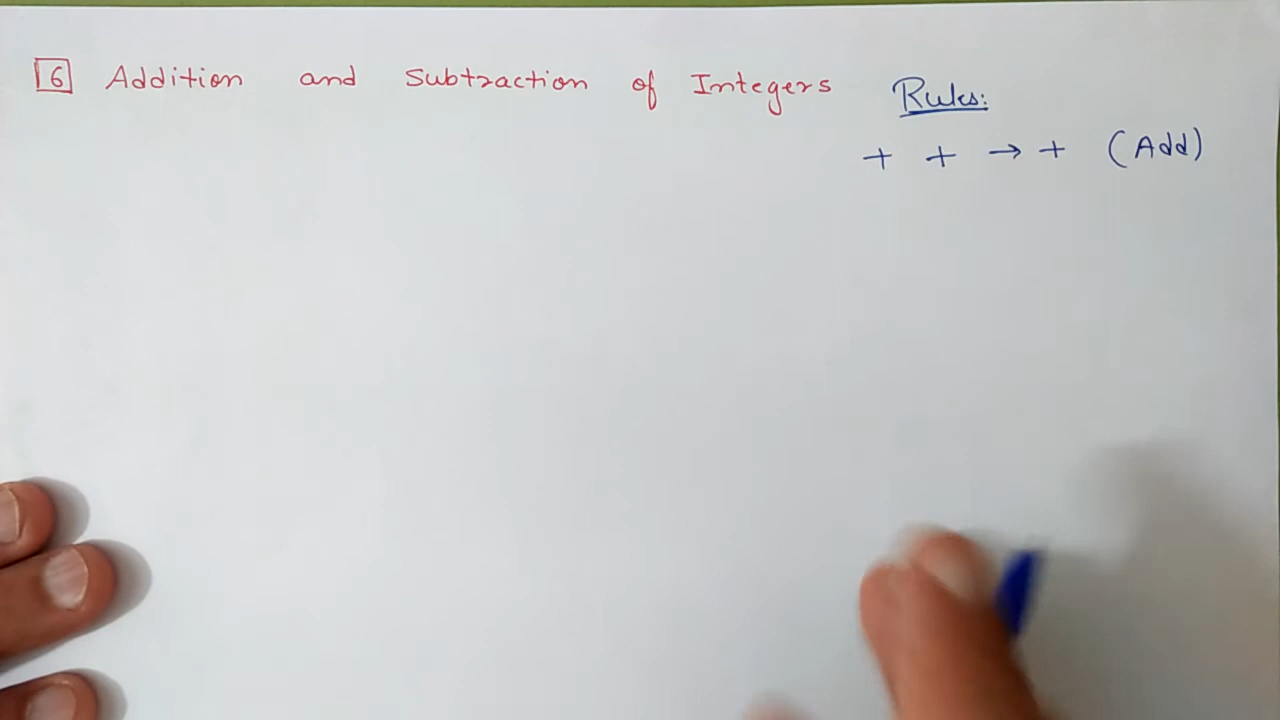 6 Addition and Subtraction of Integers
Rules:
+ + → + (Add)